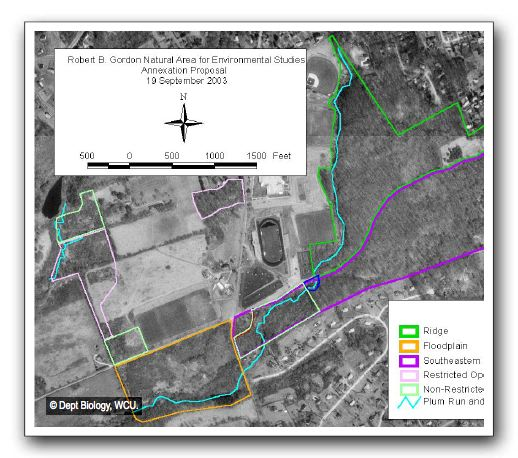 Robert B. Gordon Natural Area for Environmental Studies
Annexation Proposal
19 September 2003
N
500 0 500 1000 1500 Feet
Ridge
Floodplain
Southeastern
Restricted Ope
Non-Restricte
Plum Run and
© Dept Biology, WCU.